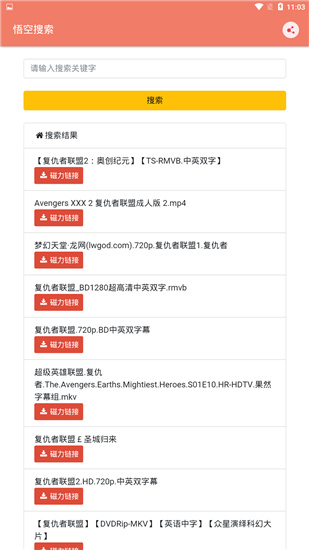 11:03
悟空搜索
请输入搜索关键字
搜索
搜索结果
【复仇者联盟2：奥创纪元】【TS-RMVB.中英双字】
磁力链接
Avengers XXX 2 复仇者联盟成人版 2.mp4
磁力链接
梦幻天堂·龙网(lwgod.com).720p.复仇者联盟1.复仇者
磁力链接
复仇者联盟_BD1280超高清中英双字.rmvb
磁力链接
复仇者联盟.720p.BD中英双字幕
磁力链接
超级英雄联盟.复仇
者.The.Avengers.Earths.Mightiest.Heroes.S01E10.HR-HDTV.果然
字幕组.mkv
磁力链接
复仇者联盟￡圣城归来
磁力链接
复仇者联盟2.HD.720p.中英双字幕
磁力链接
【复仇者联盟】【DVDRip-MKV】【英语中字】【众星演绎科幻大
片】
磁力链接